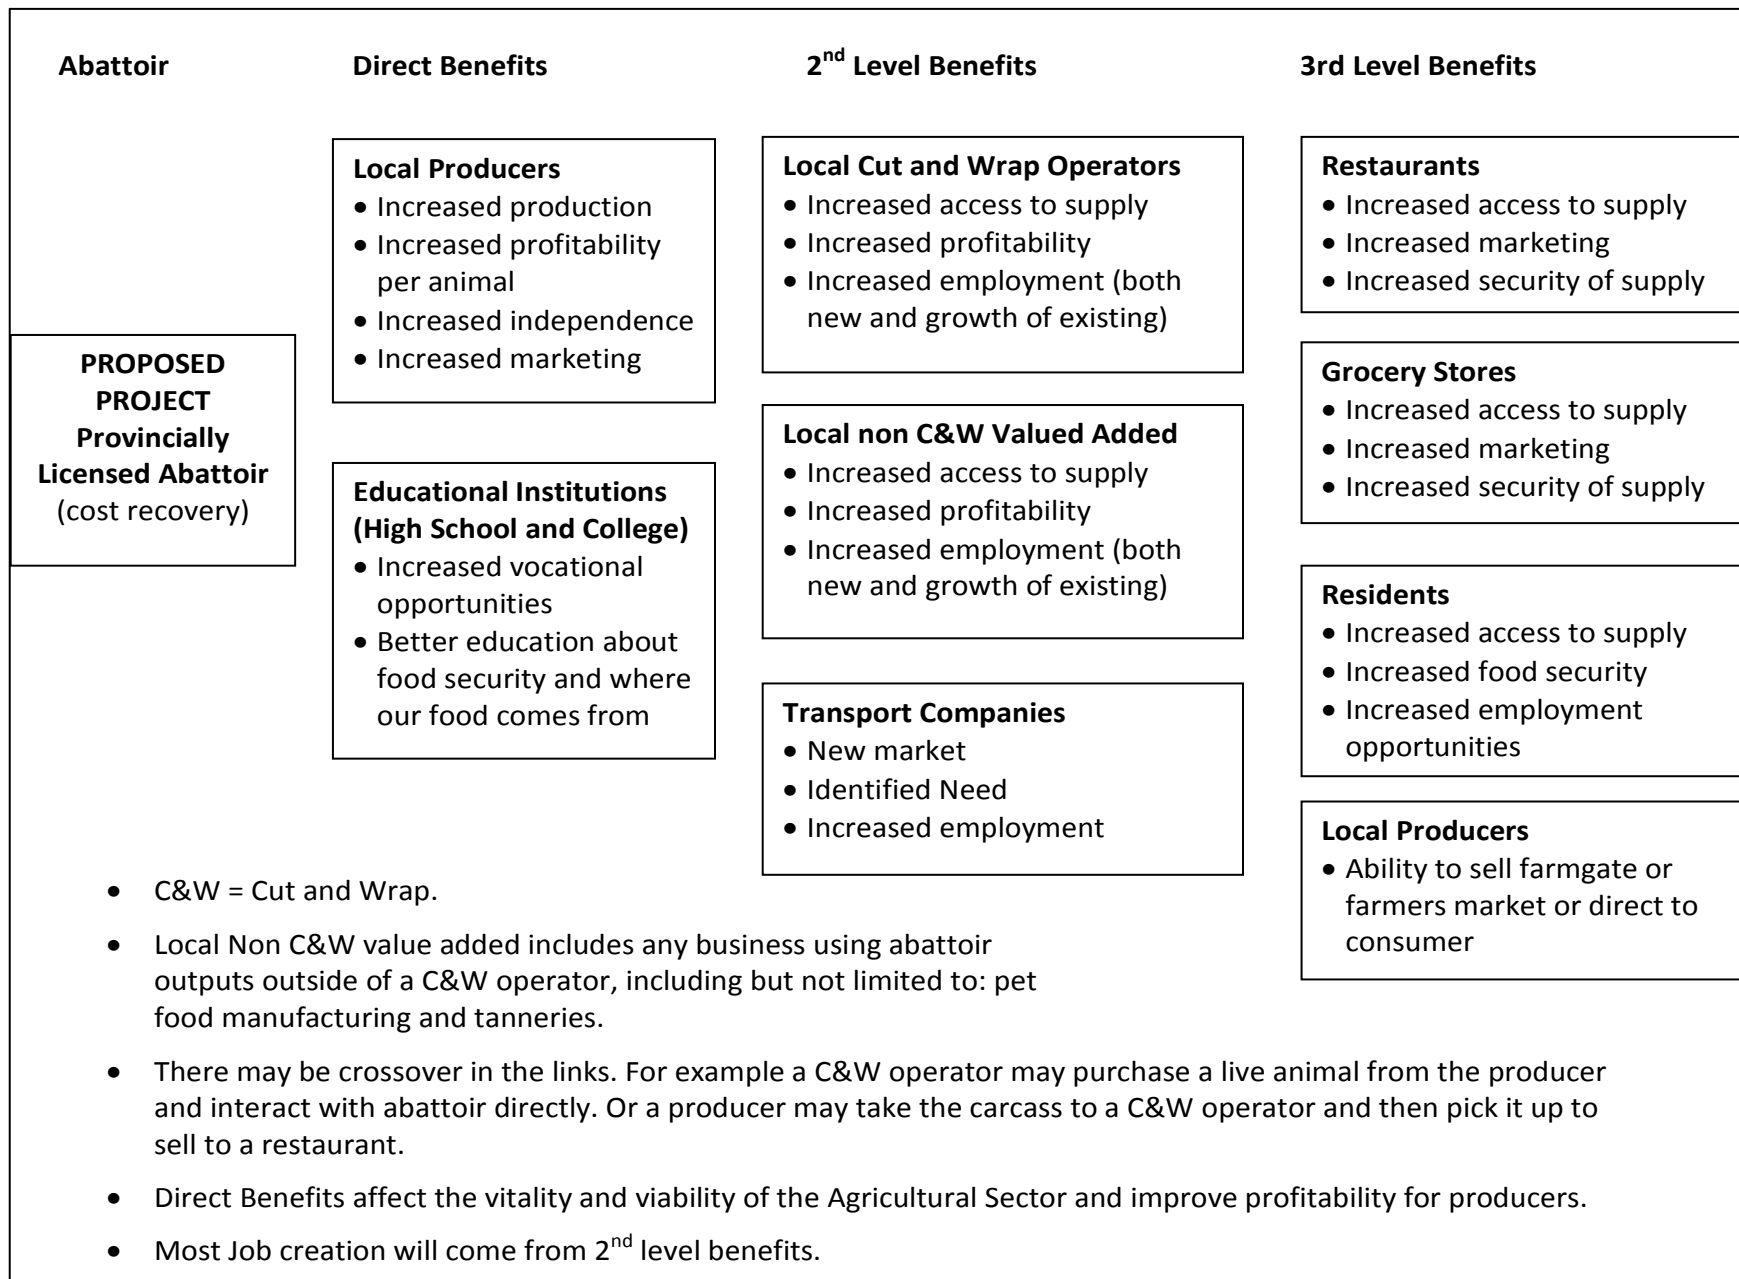 Abattoir
Direct Benefits
2nd Level Benefits
3rd Level Benefits
PROPOSED
PROJECT
Provincially
Licensed Abattoir
(cost recovery)
Local Producers
• Increased production
• Increased profitability
per animal
• Increased independence
• Increased marketing
Educational Institutions
(High School and College)
• Increased vocational
opportunities
• Better education about
food security and where
our food comes from
Local Cut and Wrap Operators
• Increased access to supply
• Increased profitability
• Increased employment (both
new and growth of existing)
Local non C&W Valued Added
• Increased access to supply
• Increased profitability
• Increased employment (both
new and growth of existing)
Transport Companies
• New market
• Identified Need
• Increased employment
Restaurants
• Increased access to supply
• Increased marketing
• Increased security of supply
Grocery Stores
• Increased access to supply
• Increased marketing
• Increased security of supply
Residents
• Increased access to supply
• Increased food security
• Increased employment
opportunities
Local Producers
• Ability to sell farmgate or
farmers market or direct to
consumer
• C&W = Cut and Wrap.
• Local Non C&W value added includes any business using abattoir
outputs outside of a C&W operator, including but not limited to: pet
food manufacturing and tanneries.
• There may be crossover in the links. For example a C&W operator may purchase a live animal from the producer
and interact with abattoir directly. Or a producer may take the carcass to a C&W operator and then pick it up to
sell to a restaurant.
• Direct Benefits affect the vitality and viability of the Agricultural Sector and improve profitability for producers.
• Most Job creation will come from 2nd level benefits.